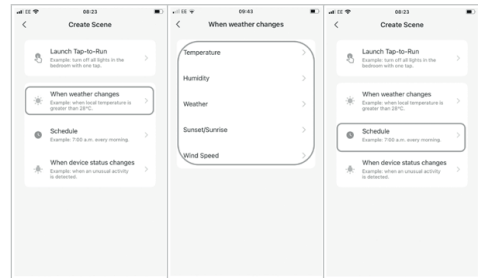 EE
08:23
Create Scene
Launch Tap-to-Run
Example: turn off all lights in the
bedroom with one tap.
When weather changes
Example: when local temperature is
greater than 28°C.
Schedule
Example: 7:00 a.m. every morning.
When device status changes
Example: when an unusual activity
is detected.
EE
09:43
When weather changes
Temperature
Humidity
Weather
Sunset/Sunrise
Wind Speed
EE
08:23
Create Scene
Launch Tap-to-Run
Example: turn off all lights in the
bedroom with one tap.
When weather changes
Example: when local temperature is
greater than 28°C.
Schedule
Example: 7:00 a.m. every morning.
When device status changes
Example: when an unusual activity
is detected.